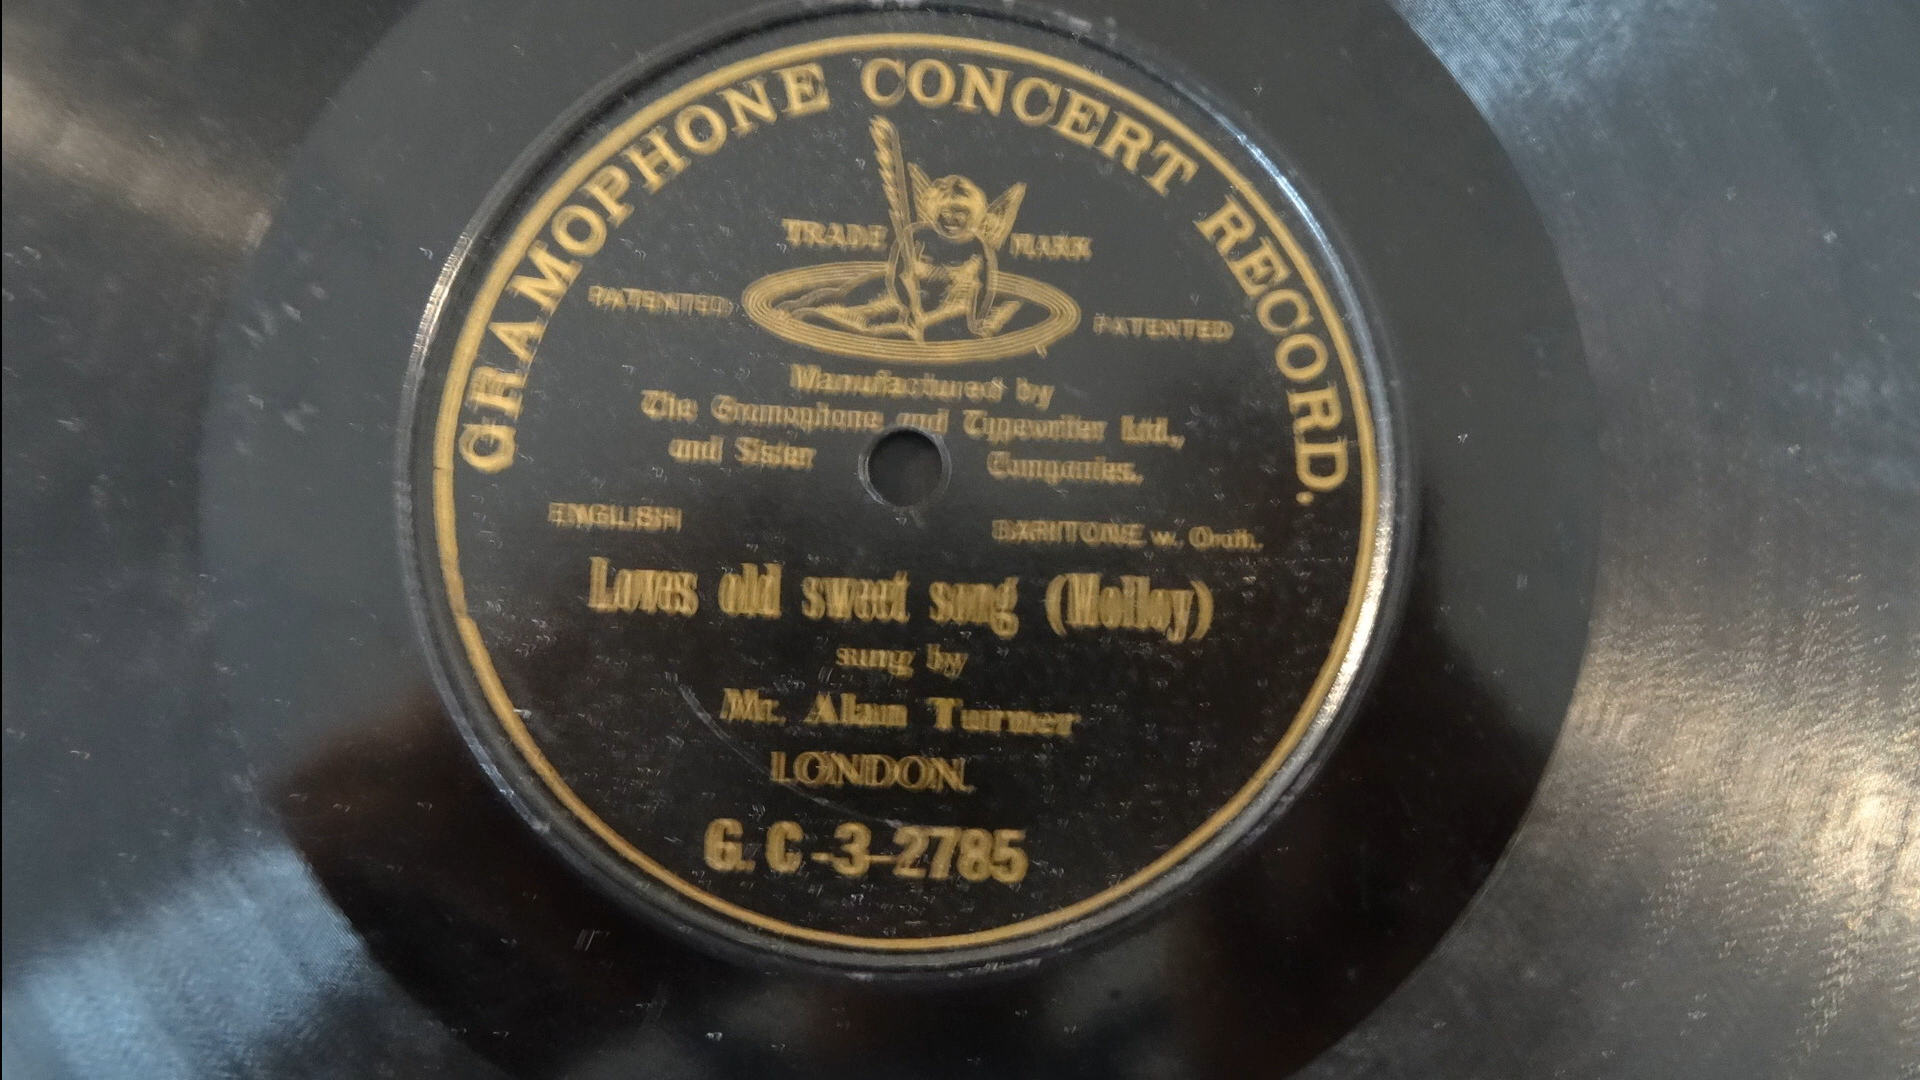 GRAMOPHONE CONCERT RECORD.
TRADE MARK
PATENTED PATENTED
Manufactured by
The Gramophone and Typewriter Ltd.,
and Sister Companies.
ENGLISH BARITONE w. Orch.
Loves old sweet song (Molloy)
sung by
Mr. Alan Turner
LONDON.
G. C -3-2785